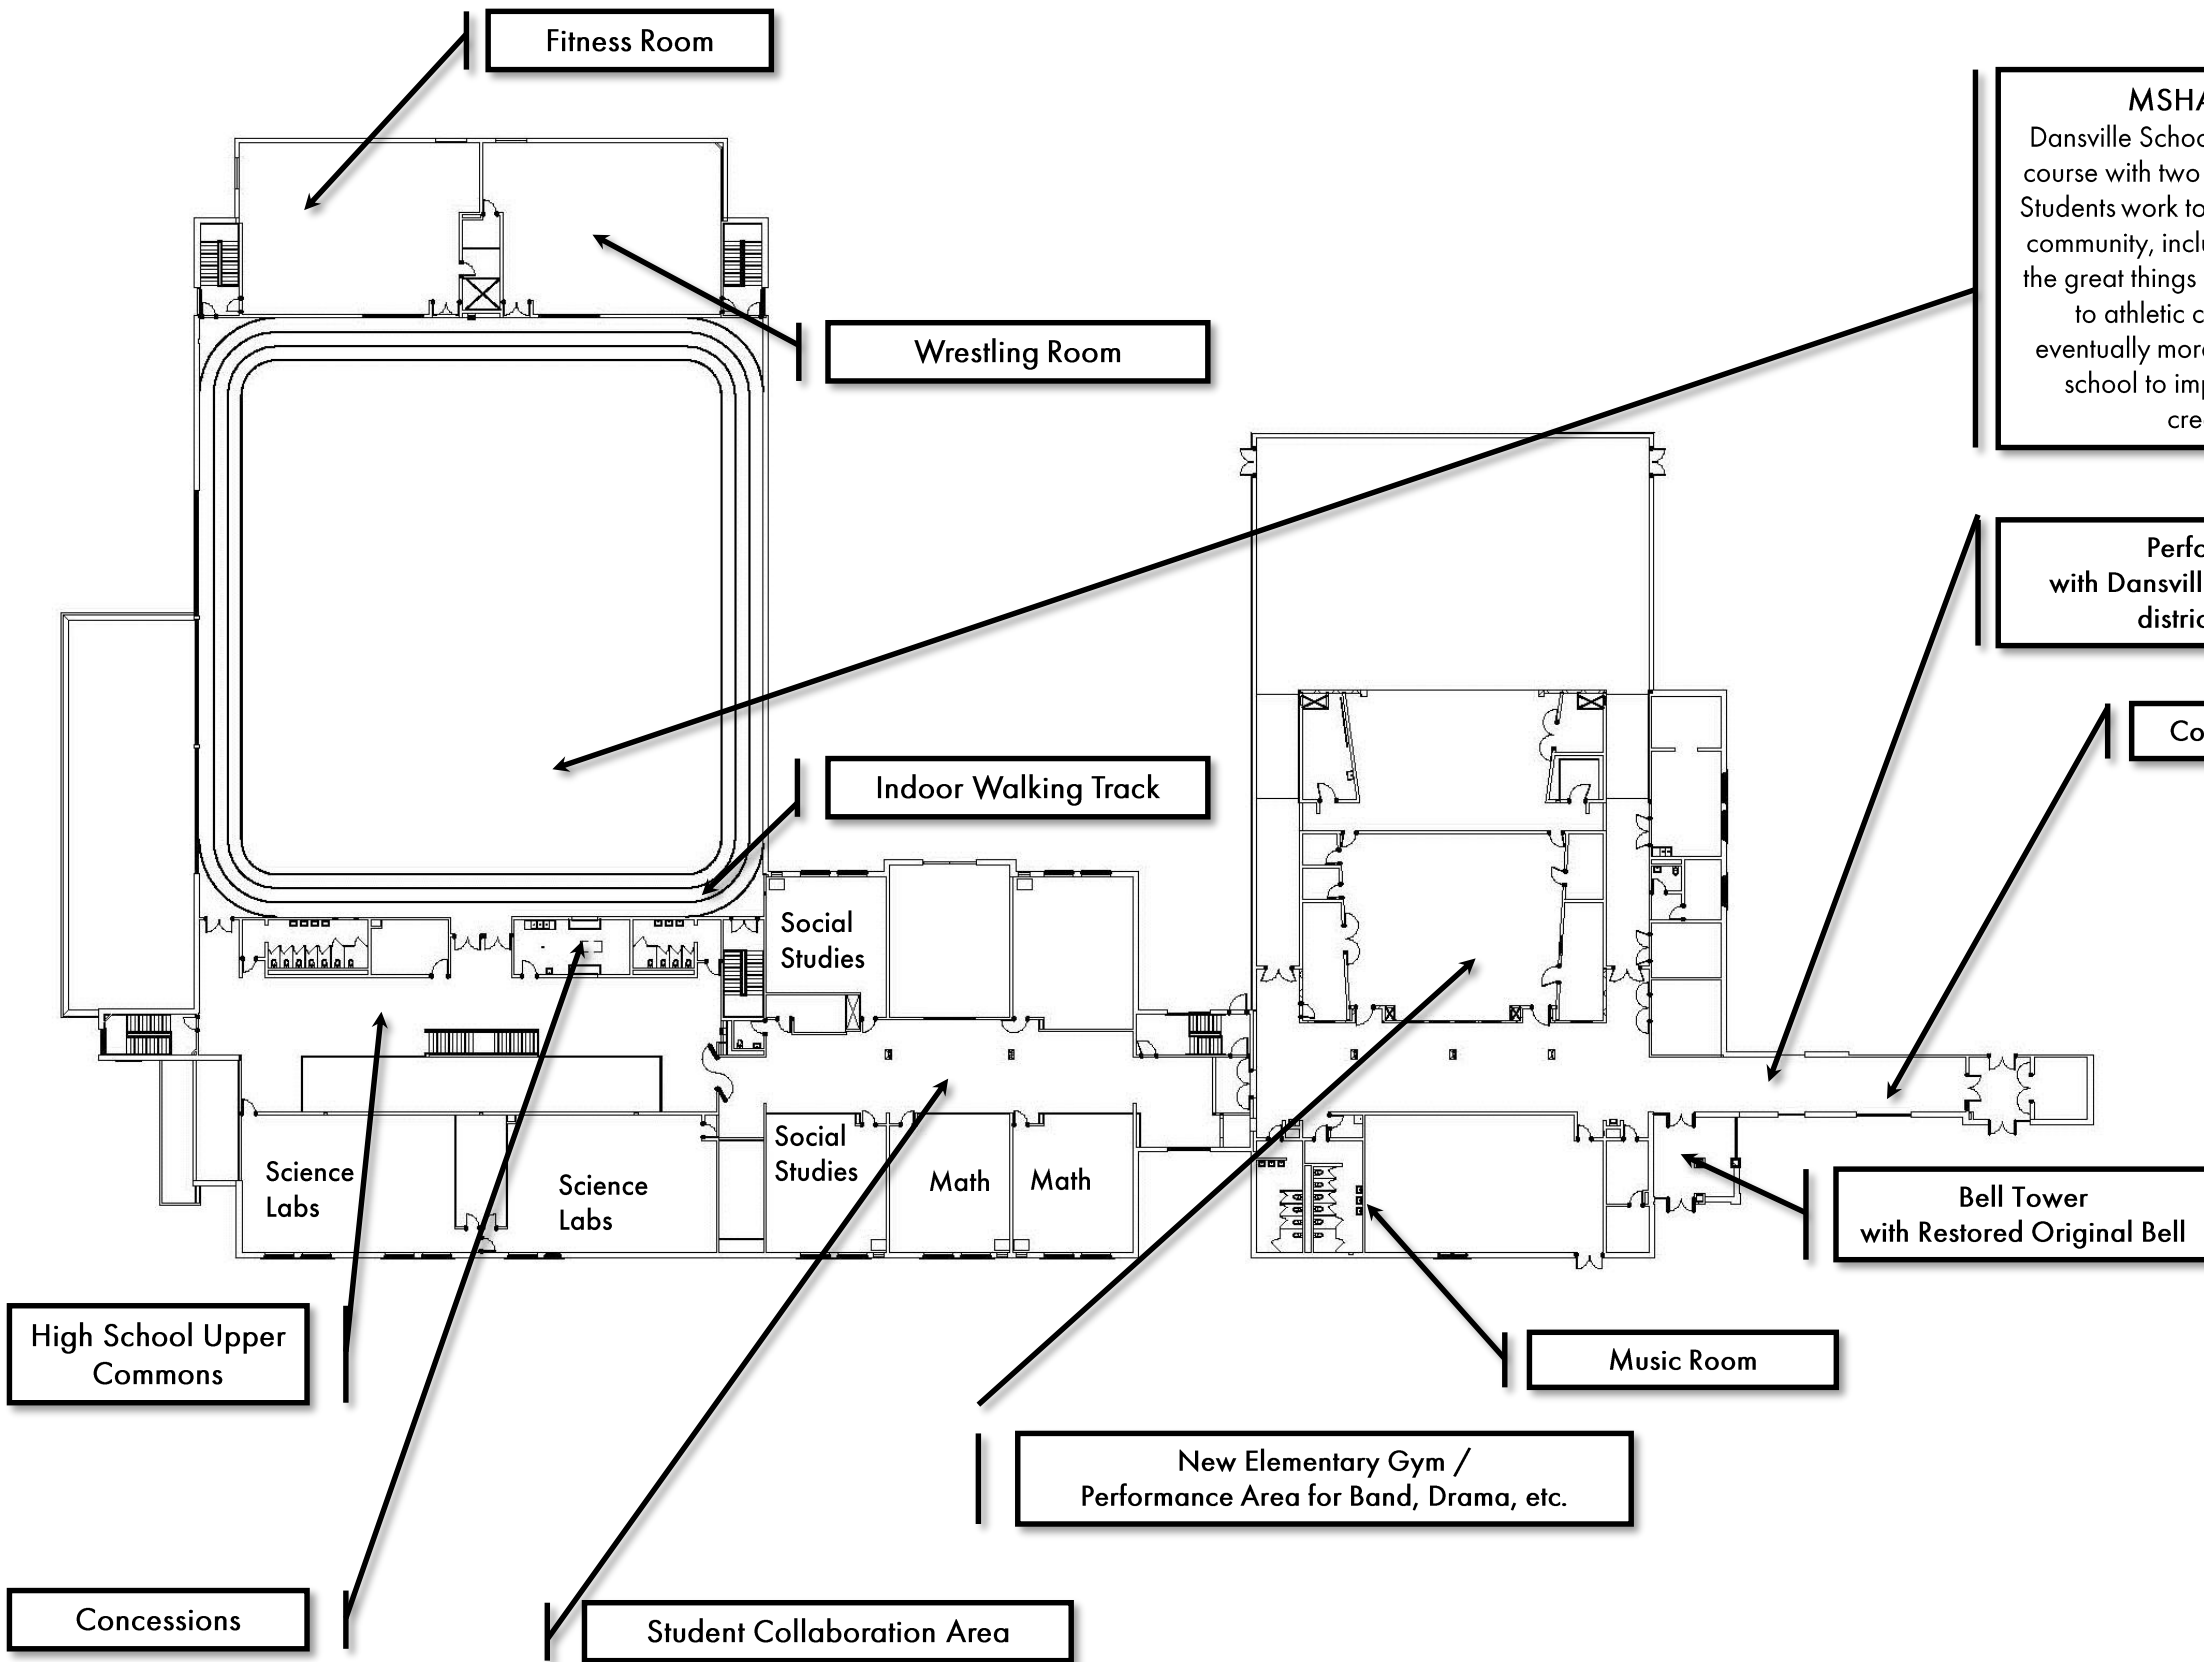 Fitness Room
MSHA
Dansville School
course with two
Students work to
community, inclu
the great things
to athletic c
eventually more
school to imp
cre
Wrestling Room
Perfo
with Dansvill
distric
Co
Indoor Walking Track
Social
Studies
Social
Studies
Science
Labs
Science
Labs
Math
Math
Bell Tower
with Restored Original Bell
High School Upper
Commons
Music Room
New Elementary Gym /
Performance Area for Band, Drama, etc.
Concessions
Student Collaboration Area